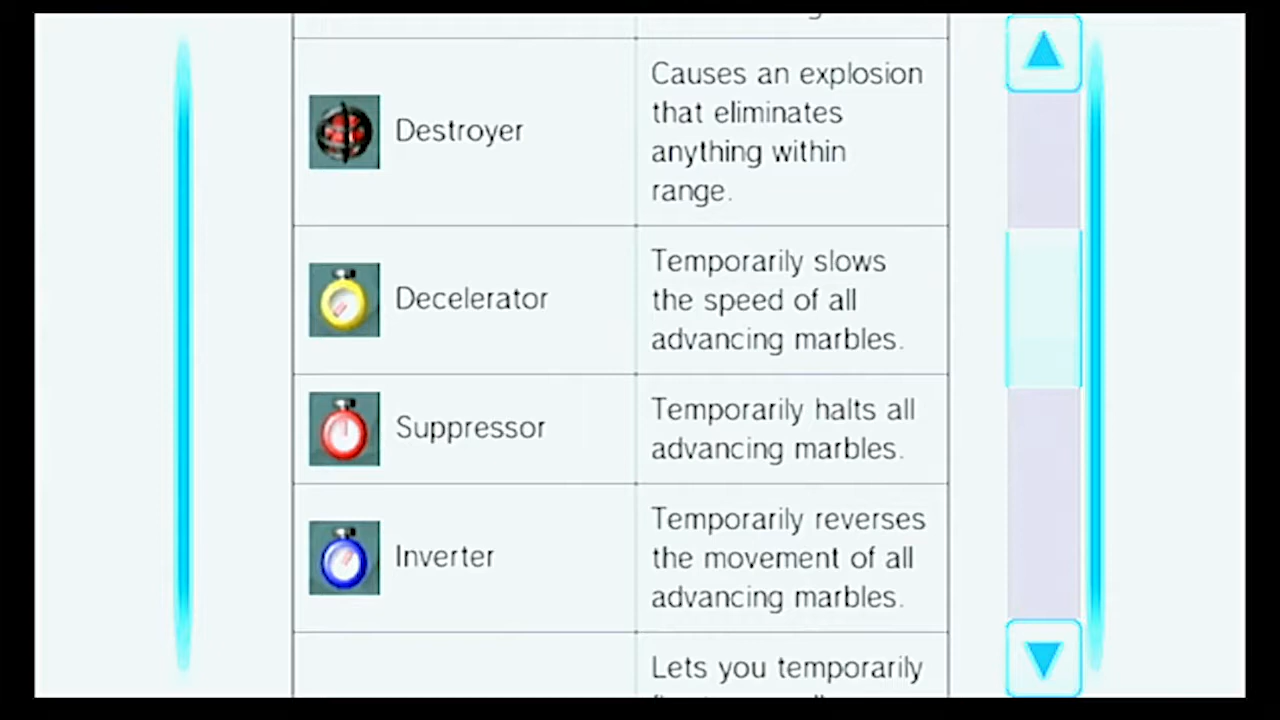 Destroyer
Causes an explosion
that eliminates
anything within
range.
Decelerator
Temporarily slows
the speed of all
advancing marbles.
Suppressor
Temporarily halts all
advancing marbles.
Inverter
Temporarily reverses
the movement of all
advancing marbles.
Lets you temporarily